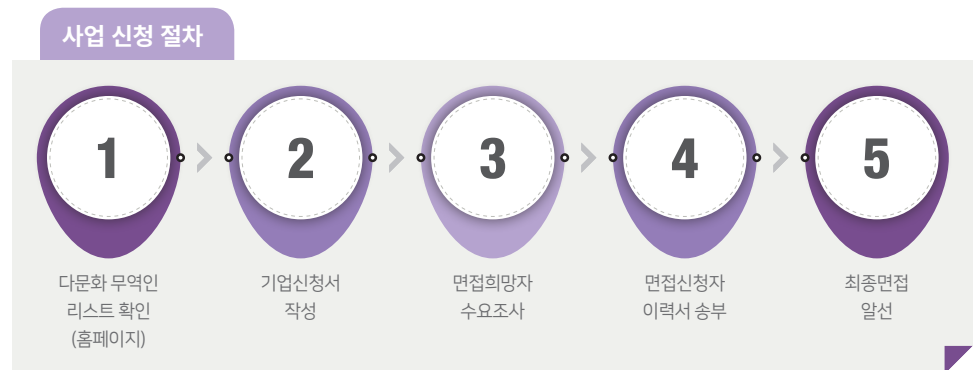 사업 신청 절차
1
2
3
4
5
다문화 무역인
리스트 확인
(홈페이지)
기업신청서
작성
면접희망자
수요조사
면접신청자
이력서 송부
최종면접
알선